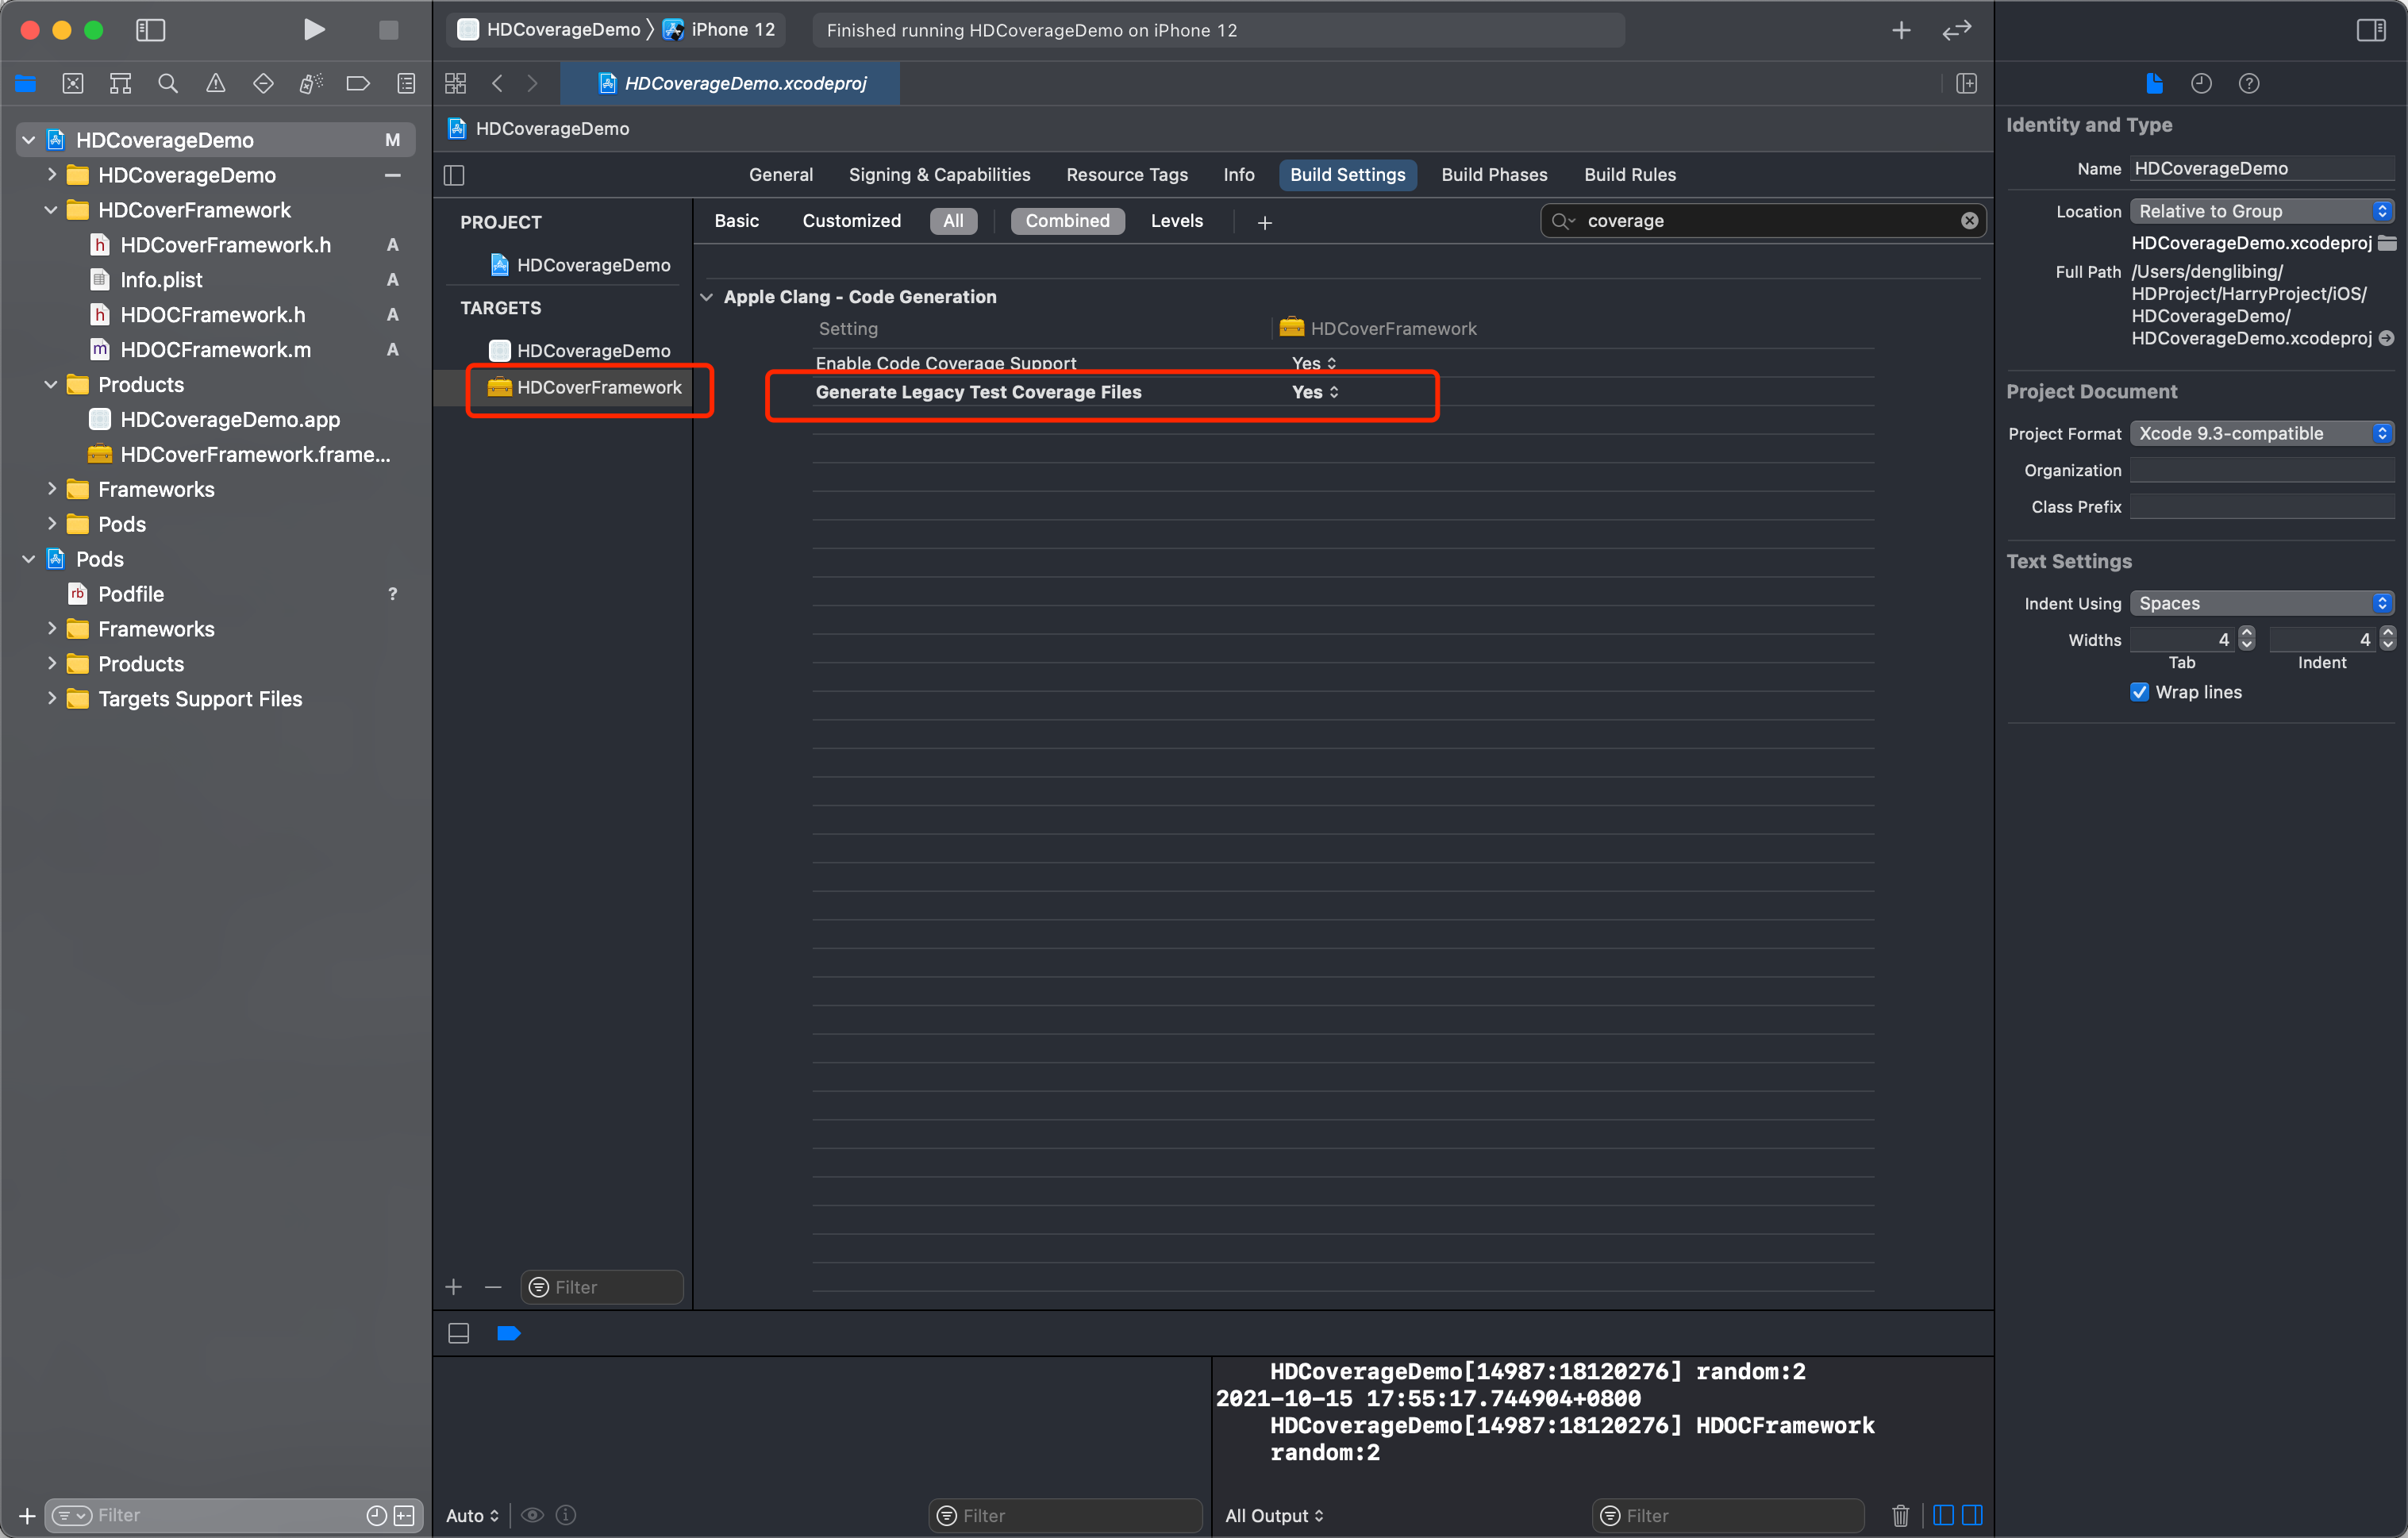 HDCoverageDemo
iPhone 12
Finished running HDCoverageDemo on iPhone 12
HDCoverageDemo.xcodeproj
HDCoverageDemo M
HDCoverageDemo
HDCoverFramework
h HDCoverFramework.h A
Info.plist A
h HDOCFramework.h A
m HDOCFramework.m A
Products
HDCoverageDemo.app
HDCoverFramework.frame...
Frameworks
Pods
Pods
rb Podfile ?
Frameworks
Products
Targets Support Files
Filter
HDCoverageDemo
General Signing & Capabilities Resource Tags Info Build Settings Build Phases Build Rules
PROJECT
HDCoverageDemo
TARGETS
HDCoverageDemo
HDCoverFramework
Filter
Basic Customized All Combined Levels + coverage
Apple Clang - Code Generation
Setting HDCoverFramework
Enable Code Coverage Support Yes
Generate Legacy Test Coverage Files Yes
HDCoverageDemo[14987:18120276] random:2
2021-10-15 17:55:17.744904+0800
HDCoverageDemo[14987:18120276] HDOCFramework
random:2
Auto Filter
All Output Filter
Identity and Type
Name HDCoverageDemo
Location Relative to Group
HDCoverageDemo.xcodeproj
Full Path /Users/denglibing/
HDProject/HarryProject/iOS/
HDCoverageDemo/
HDCoverageDemo.xcodeproj
Project Document
Project Format Xcode 9.3-compatible
Organization
Class Prefix
Text Settings
Indent Using Spaces
Widths 4 4
Tab Indent
Wrap lines